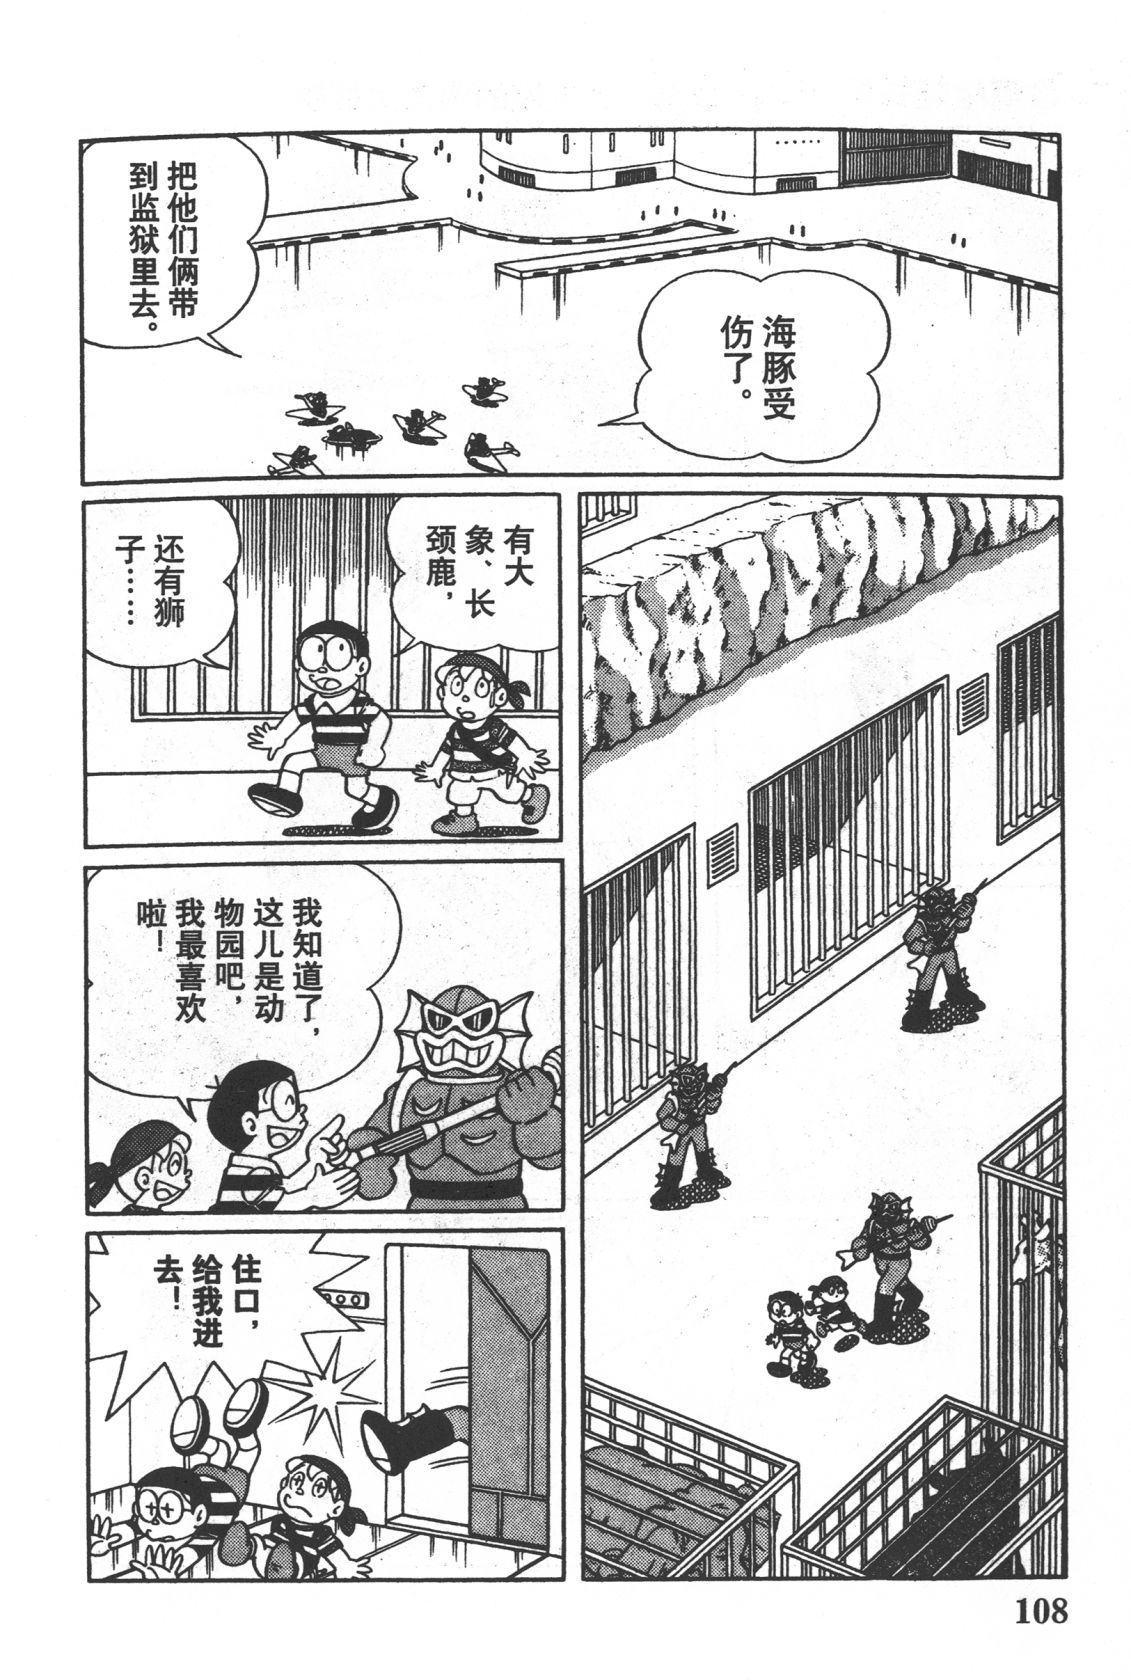 海豚受
伤了。
把他们俩带
到监狱里去。
有大
象、长
颈鹿，
还有狮
子……
我知道了，
这儿是动
物园吧，
我最喜欢
啦！
住口，
给我进
去！
108